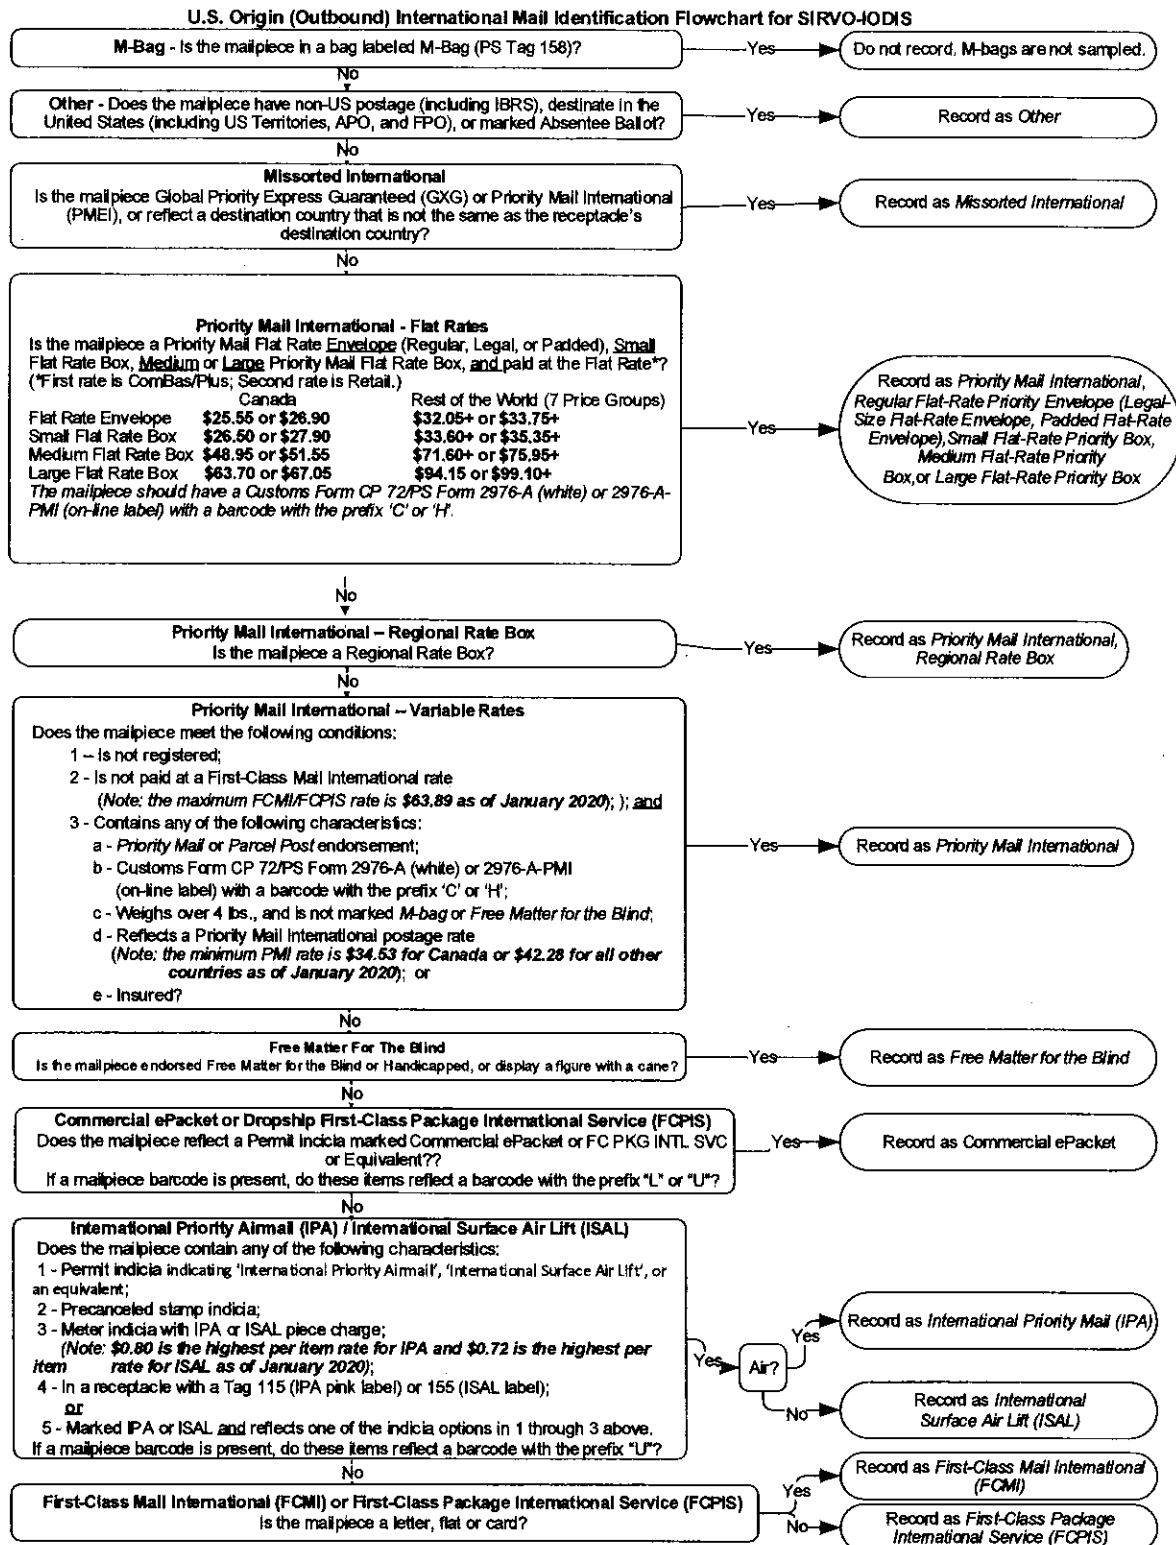 U.S. Origin (Outbound) International Mail Identification Flowchart for SIRVO-IODIS
M-Bag - Is the mailpiece in a bag labeled M-Bag (PS Tag 158)?
Yes
Do not record, M-bags are not sampled.
No
Other - Does the mailpiece have non-US postage (including IBRS), destinate in the
United States (including US Territories, APO, and FPO), or marked Absentee Ballot?
Yes
Record as Other
No
Missorted International
Is the mailpiece Global Priority Express Guaranteed (GXG) or Priority Mail International
(PMEI), or reflect a destination country that is not the same as the receptacle's
destination country?
Yes
Record as Missorted International
No
Priority Mail International - Flat Rates
Is the mailpiece a Priority Mail Flat Rate Envelope (Regular, Legal, or Padded), Small
Flat Rate Box, Medium or Large Priority Mail Flat Rate Box, and paid at the Flat Rate*?
(*First rate is ComBas/Plus; Second rate is Retail.)
Canada Rest of the World (7 Price Groups)
Flat Rate Envelope $25.55 or $26.90 $32.05+ or $33.75+
Small Flat Rate Box $26.50 or $27.90 $33.60+ or $35.35+
Medium Flat Rate Box $48.95 or $51.55 $71.60+ or $75.95+
Large Flat Rate Box $63.70 or $67.05 $94.15 or $99.10+
The mailpiece should have a Customs Form CP 72/PS Form 2976-A (white) or 2976-A-
PMI (on-line label) with a barcode with the prefix 'C' or 'H'.
Yes
Record as Priority Mail International,
Regular Flat-Rate Priority Envelope (Legal-
Size Flat-Rate Envelope, Padded Flat-Rate
Envelope),Small Flat-Rate Priority Box,
Medium Flat-Rate Priority
Box,or Large Flat-Rate Priority Box
No
Priority Mail International – Regional Rate Box
Is the mailpiece a Regional Rate Box?
Yes
Record as Priority Mail International,
Regional Rate Box
No
Priority Mail International – Variable Rates
Does the mailpiece meet the following conditions:
1 – Is not registered;
2 - Is not paid at a First-Class Mail International rate
(Note: the maximum FCMI/FCPIS rate is $63.89 as of January 2020); ); and
3 - Contains any of the following characteristics:
a - Priority Mail or Parcel Post endorsement;
b - Customs Form CP 72/PS Form 2976-A (white) or 2976-A-PMI
(on-line label) with a barcode with the prefix 'C' or 'H';
c - Weighs over 4 lbs., and is not marked M-bag or Free Matter for the Blind;
d - Reflects a Priority Mail International postage rate
(Note: the minimum PMI rate is $34.53 for Canada or $42.28 for all other
countries as of January 2020); or
e - Insured?
Yes
Record as Priority Mail International
No
Free Matter For The Blind
Is the mailpiece endorsed Free Matter for the Blind or Handicapped, or display a figure with a cane?
Yes
Record as Free Matter for the Blind
No
Commercial ePacket or Dropship First-Class Package International Service (FCPIS)
Does the mailpiece reflect a Permit Indicia marked Commercial ePacket or FC PKG INTL SVC
or Equivalent??
If a mailpiece barcode is present, do these items reflect a barcode with the prefix "L" or "U"?
Yes
Record as Commercial ePacket
No
International Priority Airmail (IPA) / International Surface Air Lift (ISAL)
Does the mailpiece contain any of the following characteristics:
1 - Permit indicia indicating 'International Priority Airmail', 'International Surface Air Lift', or
an equivalent;
2 - Precanceled stamp indicia;
3 - Meter indicia with IPA or ISAL piece charge;
(Note: $0.80 is the highest per item rate for IPA and $0.72 is the highest per
item rate for ISAL as of January 2020);
4 - In a receptacle with a Tag 115 (IPA pink label) or 155 (ISAL label);
or
5 - Marked IPA or ISAL and reflects one of the indicia options in 1 through 3 above.
If a mailpiece barcode is present, do these items reflect a barcode with the prefix "U"?
Yes
Air?
Yes
Record as International Priority Mail (IPA)
No
Record as International
Surface Air Lift (ISAL)
No
First-Class Mail International (FCMI) or First-Class Package International Service (FCPIS)
Is the mailpiece a letter, flat or card?
Yes
Record as First-Class Mail International
(FCMI)
No
Record as First-Class Package
International Service (FCPIS)